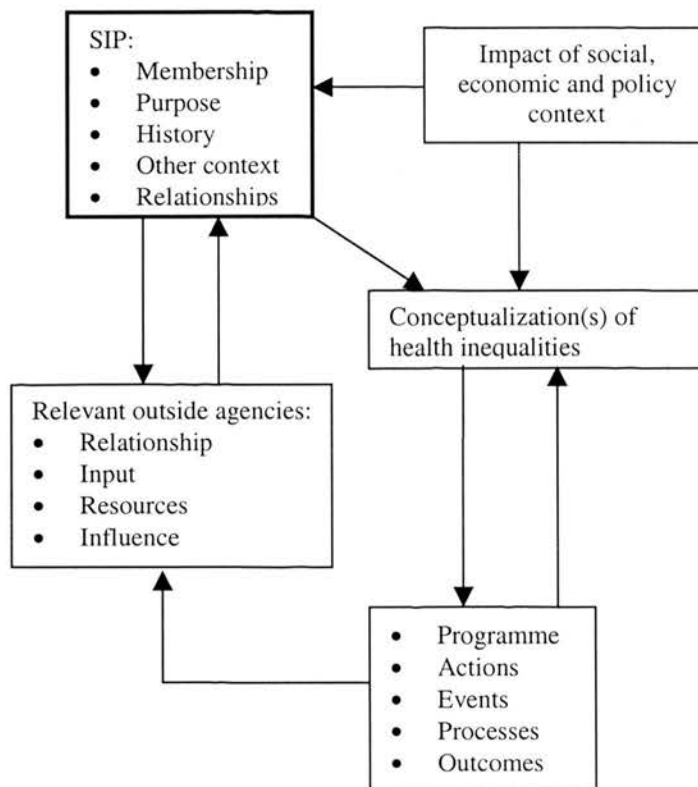 SIP:
• Membership
• Purpose
• History
• Other context
• Relationships
Impact of social,
economic and policy
context
Conceptualization(s) of
health inequalities
Relevant outside agencies:
• Relationship
• Input
• Resources
• Influence
• Programme
• Actions
• Events
• Processes
• Outcomes